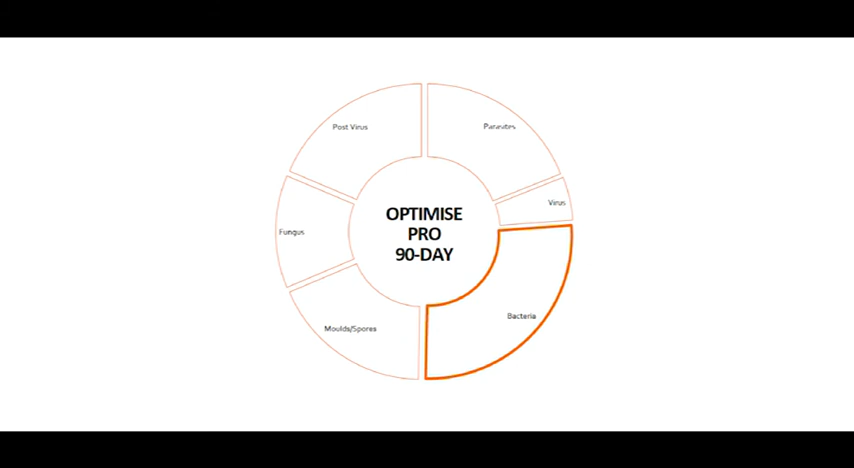 Post Virus
Parasites
Virus
Fungus
OPTIMISE
PRO
90-DAY
Bacteria
Moulds/Spores